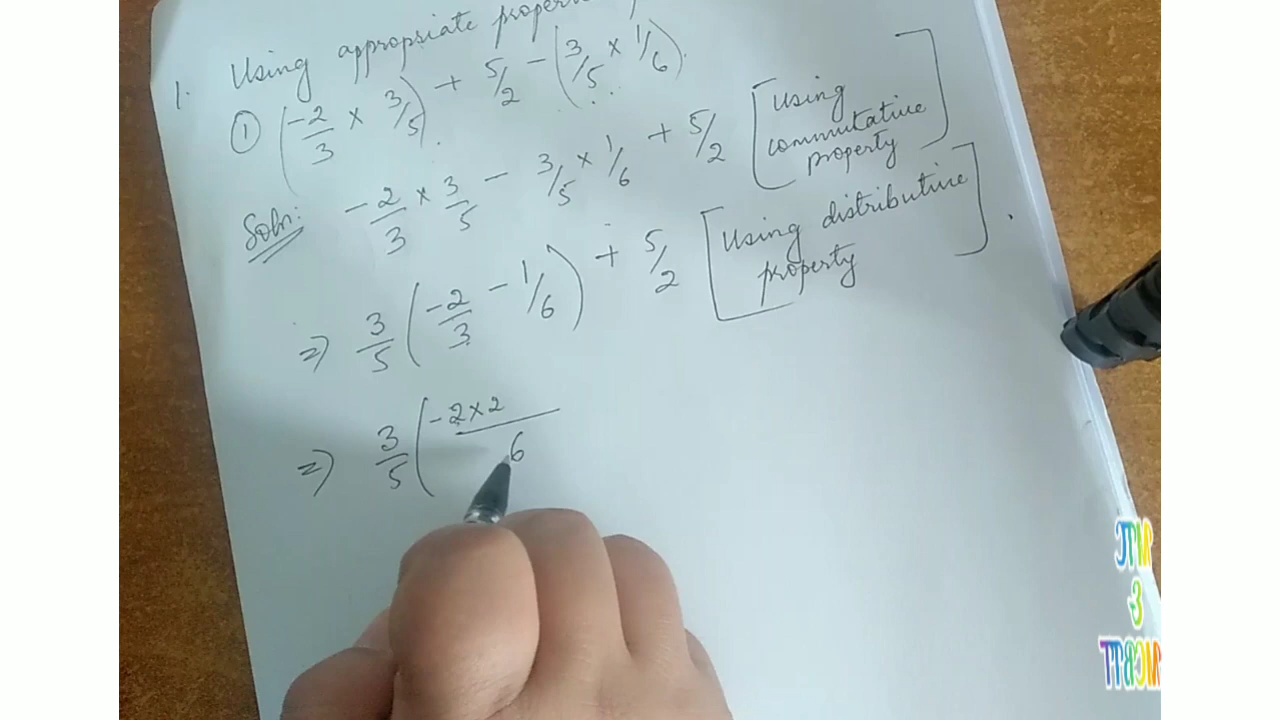 1. Using appropriate
① (-2/3 × 3/5) + 5/2 - (3/5 × 1/6)
Soln: -2/3 × 3/5 - 3/5 × 1/6 + 5/2 [Using commutative property]
=) 3/5 (-2/3 - 1/6) + 5/2 [Using distributive property].
=) 3/5 (-2×2/6